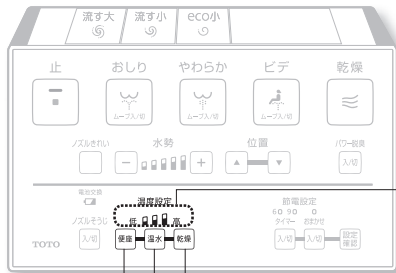 流す大 流す小 eco小
止 おしり やわらか ビデ 乾燥
ムーブ入/切 ムーブ入/切
ノズルきれい 水勢 位置 パワー脱臭
− + ▲ ▼ 入/切
電池交換 温度設定 節電設定
60 90 0
ノズルそうじ 低 高 タイマー おまかせ
TOTO 入/切 便座 温水 乾燥 入/切 入/切 設定
確認